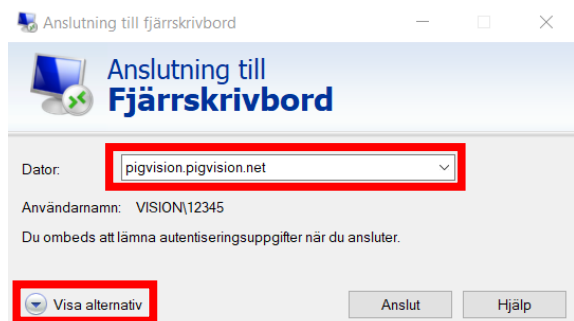 Anslutning till fjärrskrivbord
Anslutning till
Fjärrskrivbord
Dator: pigvision.pigvision.net
Användarnamn: VISION\12345
Du ombeds att lämna autentiseringsuppgifter när du ansluter.
Visa alternativ Anslut Hjälp